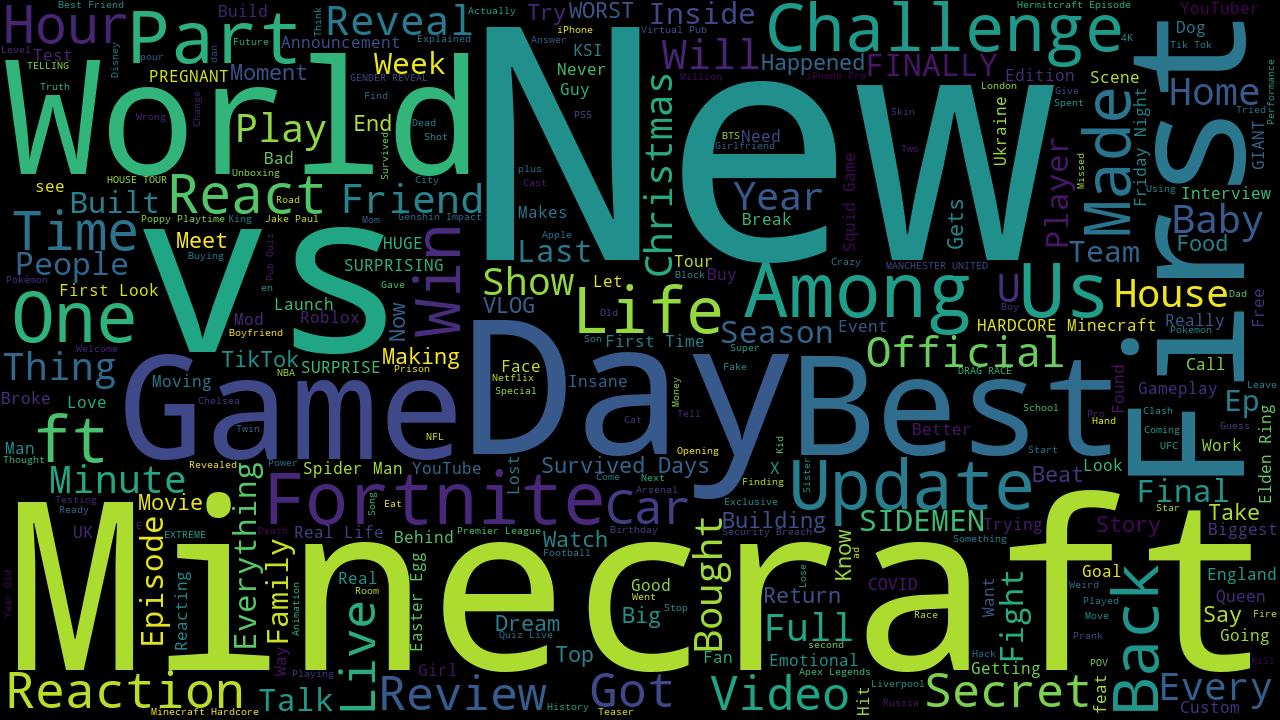 Best Friend
Actually
Hermitcraft Episode
YouTuber
Hour
Part
Build
Reveal
Try
WORST
Inside
Challenge
Think
iPhone
Virtual Pub
4K
Dog
Tik Tok
Level
Test
Future
Announcement
Explained
Answer
KSI
Will
Happened
FINALLY
Edition
Scene
First
TELLING
Disney
pour
dan
PREGNANT
Moment
GENDER REVEAL
Week
Never
Guy
Million
iPhone Pro
Home
Performance
World
New
Truth
Wrong
Change
Find
Play
End
Dead
Shot
Survived
PS5
Christmas
BTS
Need
Girlfriend
Skin
Two
London
Give
Spent
Ukraine
Made
Tried
GIANT
Friday Night
Missed
Player
Bad
see
HOUSE TOUR
Unboxing
City
plus
Cast
Year
Break
Squid Game
Gets
Using
Interview
Built
React
Road
Friend
Makes
Poppy Playtime
King
Jake Paul
Mom
Genshin Impact
Apple
Baby
Time
vs
Meet
Buying
HUGE
Last
Team
Food
People
Pub Quiz
SURPRISING
Win
Tour
Crazy
MANCHESTER UNITED
Pokémon
First Look
en
Gave
Show
Let
Block
Buy
Among
Us
U
Boy
House
Dad
One
Launch
Mod
Roblox
Now
VLOG
Life
Old
Season
Event
HARDCORE Minecraft
Really
Pokemon
Free
Boyfriend
Welcome
Son
First Time
Super
Official
Thing
TikTok
NBA
SURPRISE
Making
Prison
Face
Netflix
Special
Fake
DRAG RACE
Call
Moving
Game
Day
Insane
Best
Money
Found
Gameplay
Leave
Broke
Love
Chelsea
School
Pro
Clash
Ep
ft
Twin
NFL
Cat
Tell
Better
Hand
Coming
Guess
Man
Thought
Revealed
Power
Spider Man
YouTube
Lost
Survived Days
Opening
Kid
X
Start
UFC
Work
Elden Ring
Minute
Testing
Ready
Movie
Fortnite
Song
Eat
Come
Next
Car
Arsenal
Finding
Exclusive
Sister
Update
Beat
Look
Final
Star
Take
Minecraft
UK
E
EXTREME
Episode
Everything
Death
Real Life
Behind
Premier League
Watch
Birthday
Football
Building
Security Breach
SIDEMEN
Trying
Something
Story
Biggest
Year Old
Reacting
Family
Animation
Real
Room
Easter Egg
Good
Went
Bought
Know
ad
Lose
COVID
Want
Goal
Weird
England
Live
Dream
Quiz Live
Big
Stop
Return
Race
Fight
Played
Move
Queen
Say
Fire
Full
second
Prank
Back
Going
Way
Playing
Girl
Top
Fan
Emotional
Apex Legends
Hack
Getting
POV
Kill
Reaction
Minecraft Hardcore
Talk
Review
History
Got
Teaser
Video
Hit
Liverpool
Russia
Secret
feat
Every
Custom